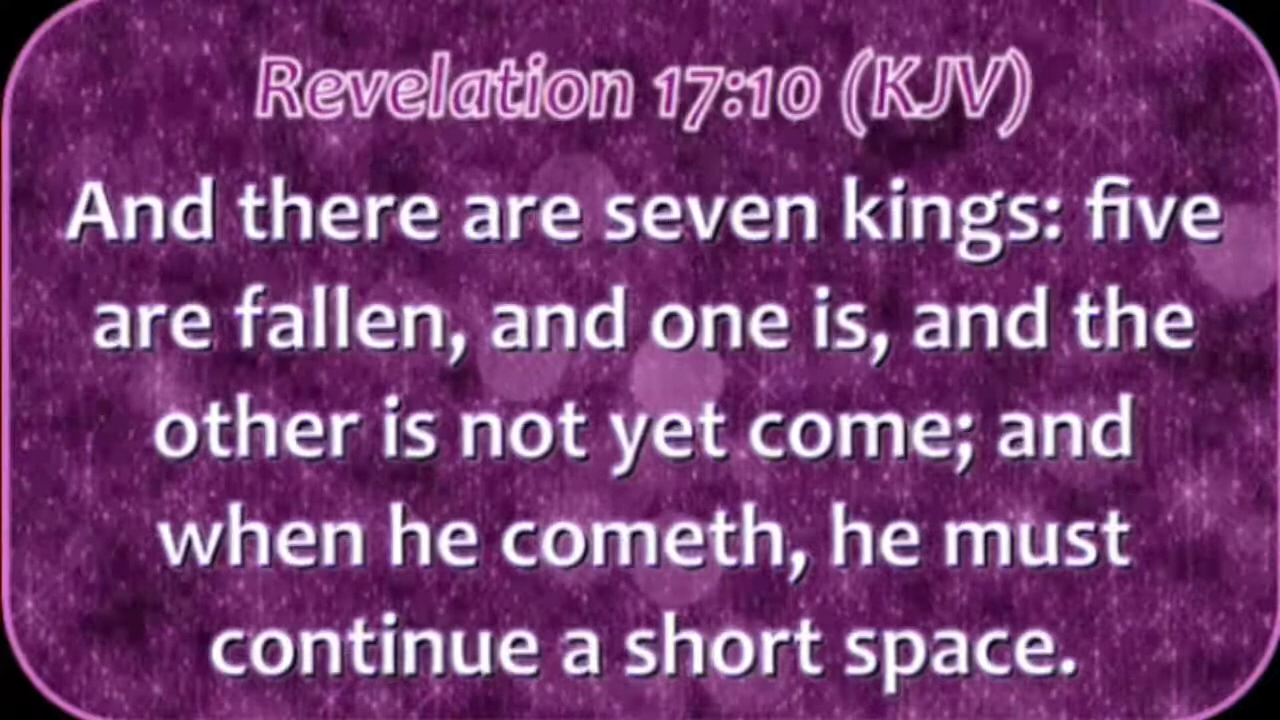 Revelation 17:10 (KJV)
And there are seven kings: five
are fallen, and one is, and the
other is not yet come; and
when he cometh, he must
continue a short space.